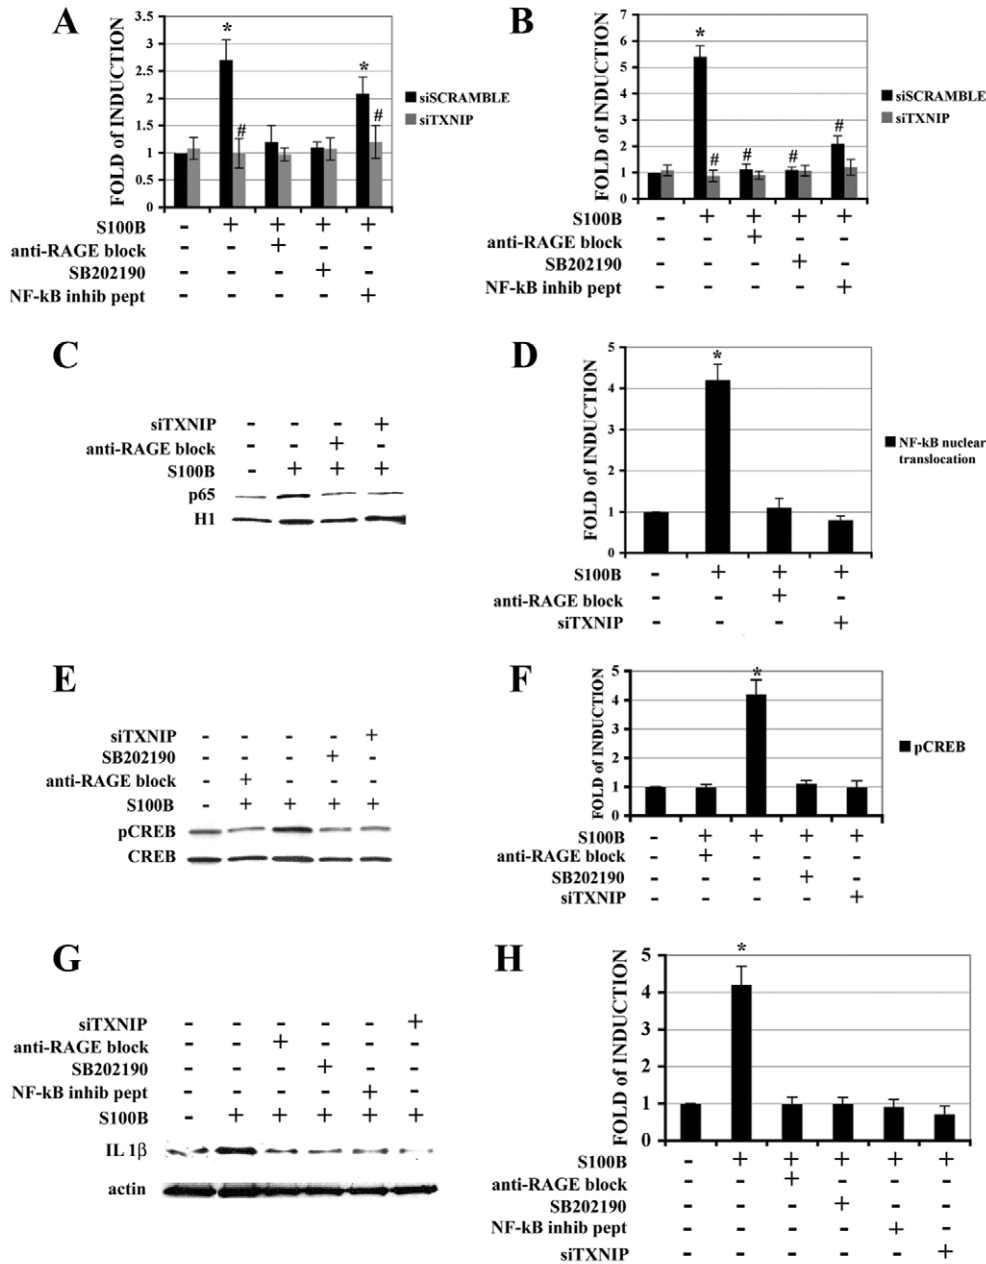 A
FOLD of INDUCTION
3.5
3
2.5
2
1.5
1
0.5
0
*
#
*
#
siSCRAMBLE
siTXNIP
S100B - + + + +
anti-RAGE block - - + - -
SB202190 - - - + -
NF-kB inhib pept - - - - +
B
FOLD of INDUCTION
7
6
5
4
3
2
1
0
*
#
#
#
#
siSCRAMBLE
siTXNIP
S100B - + + + +
anti-RAGE block - - + - -
SB202190 - - - + -
NF-kB inhib pept - - - - +
C
siTXNIP - - - +
anti-RAGE block - - + -
S100B - + + +
p65
H1
D
FOLD of INDUCTION
5
4
3
2
1
0
*
NF-kB nuclear
translocation
S100B - + + +
anti-RAGE block - - + -
siTXNIP - - - +
E
siTXNIP - - - - +
SB202190 - - - + -
anti-RAGE block - + - - -
S100B - + + + +
pCREB
CREB
F
FOLD of INDUCTION
5
4
3
2
1
0
*
pCREB
S100B - + + + +
anti-RAGE block - + - - -
SB202190 - - - + -
siTXNIP - - - - +
G
siTXNIP - - - - - +
anti-RAGE block - - + - - -
SB202190 - - - + - -
NF-kB inhib pept - - - - + -
S100B - + + + + +
IL 1β
actin
H
FOLD of INDUCTION
5
4
3
2
1
0
*
S100B - + + + + +
anti-RAGE block - - + - - -
SB202190 - - - + - -
NF-kB inhib pept - - - - + -
siTXNIP - - - - - +